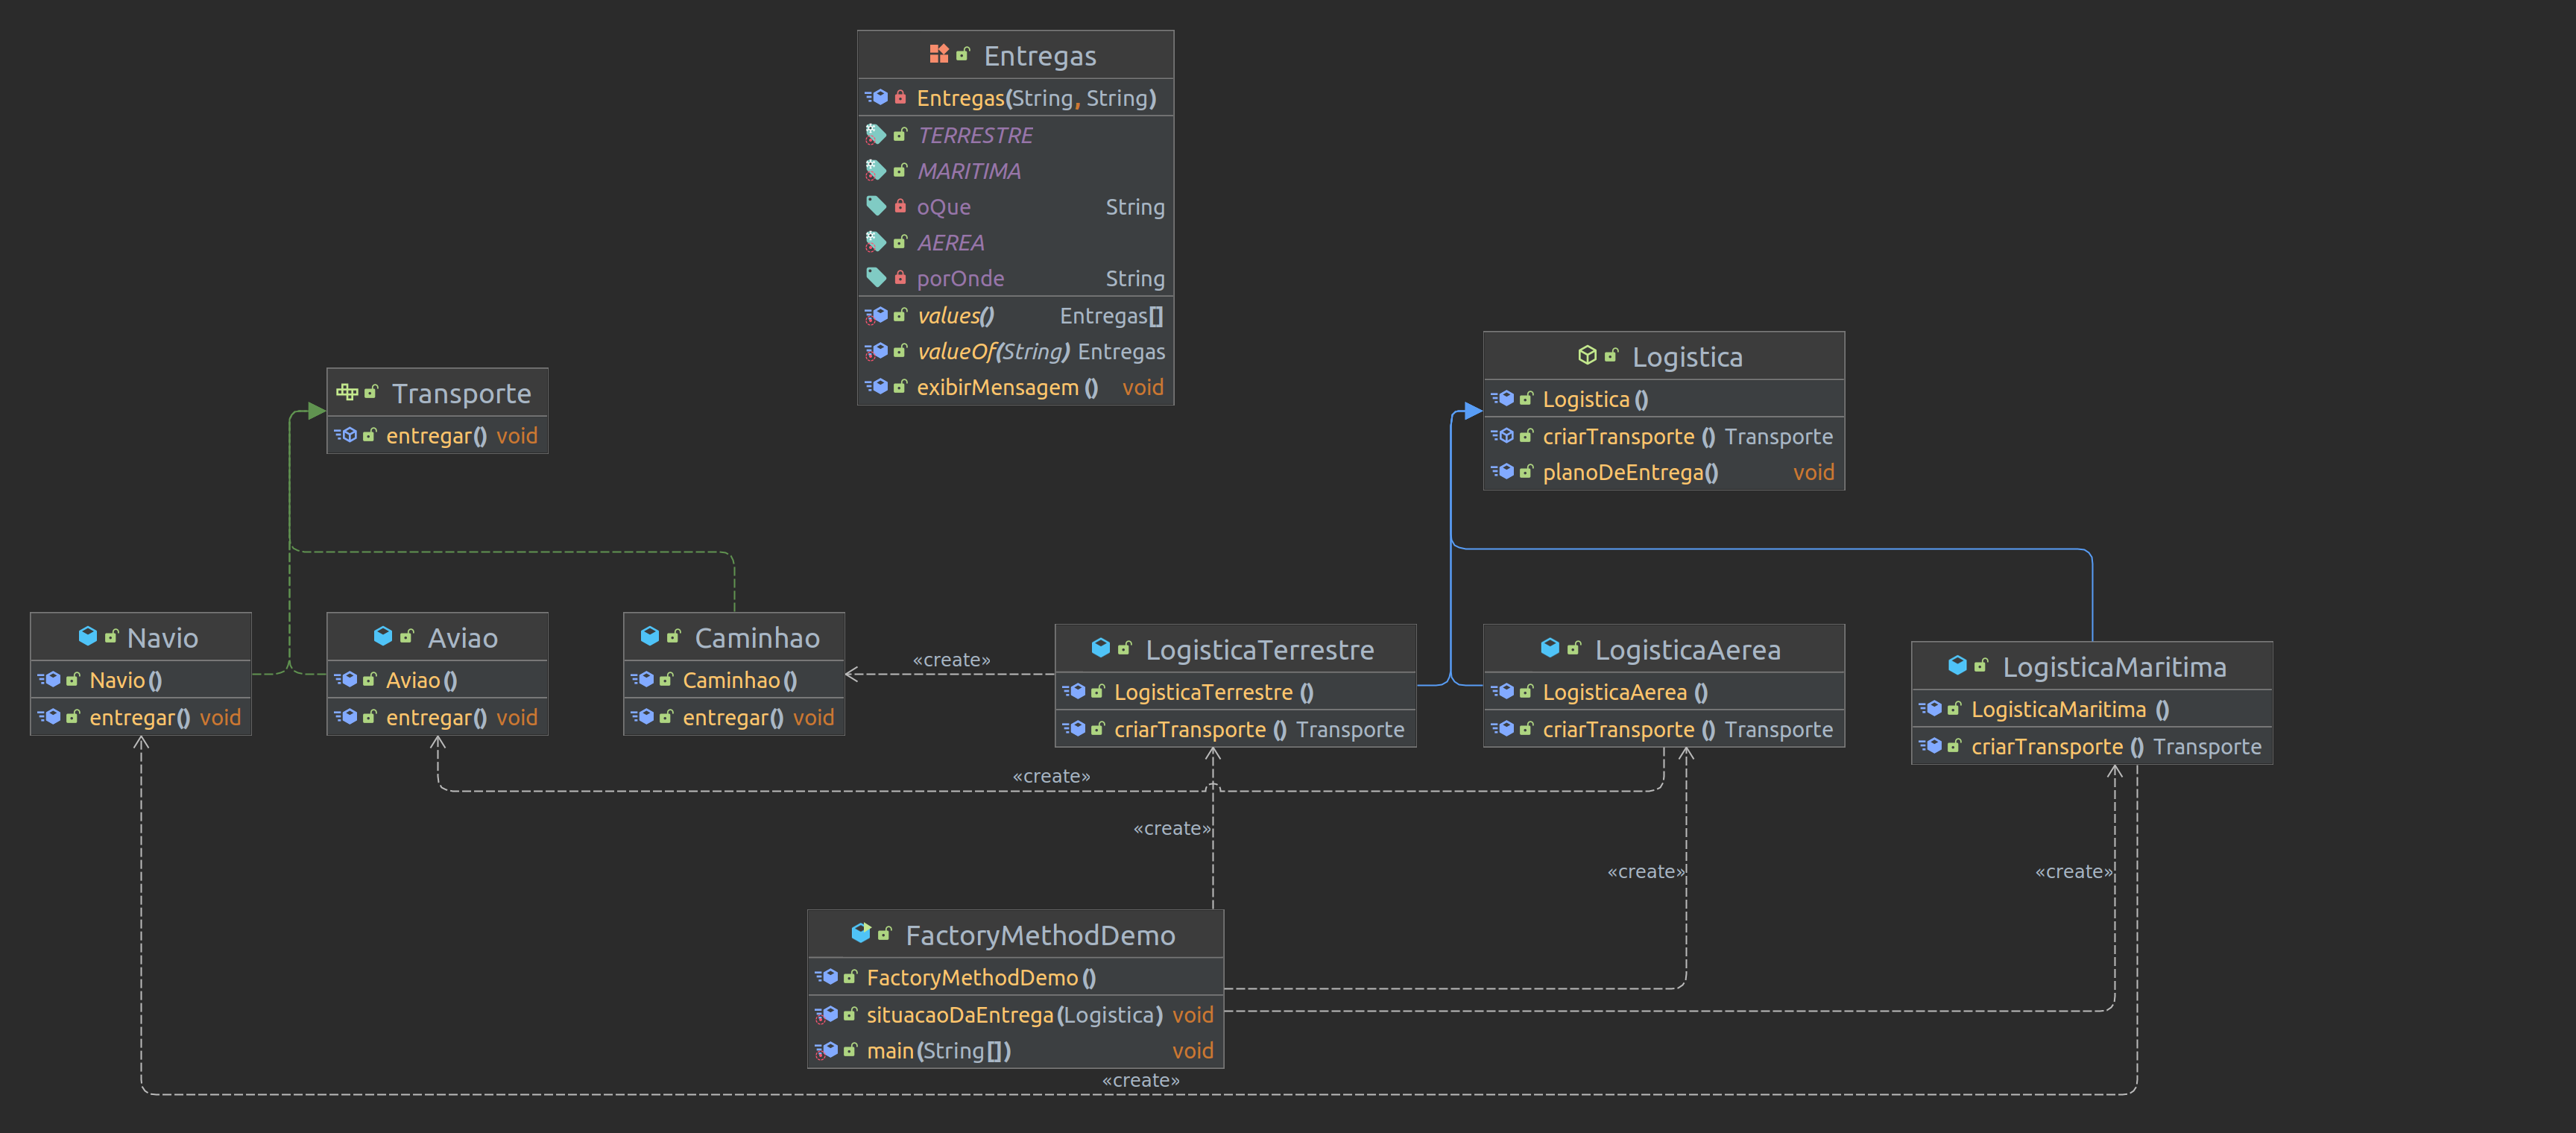 Entregas
Entregas(String, String)
TERRESTRE
MARITIMA
oQue String
AEREA
porOnde String
values() Entregas[]
valueOf(String) Entregas
exibirMensagem () void
Transporte
entregar() void
Logistica
Logistica ()
criarTransporte () Transporte
planoDeEntrega() void
Navio
Navio ()
entregar() void
Aviao
Aviao ()
entregar() void
Caminhao
Caminhao ()
entregar() void
«create»
LogisticaTerrestre
LogisticaTerrestre ()
criarTransporte () Transporte
LogisticaAerea
LogisticaAerea ()
criarTransporte () Transporte
LogisticaMaritima
LogisticaMaritima ()
criarTransporte () Transporte
«create»
«create»
«create»
«create»
FactoryMethodDemo
FactoryMethodDemo ()
situacaoDaEntrega (Logistica) void
main (String[]) void
«create»